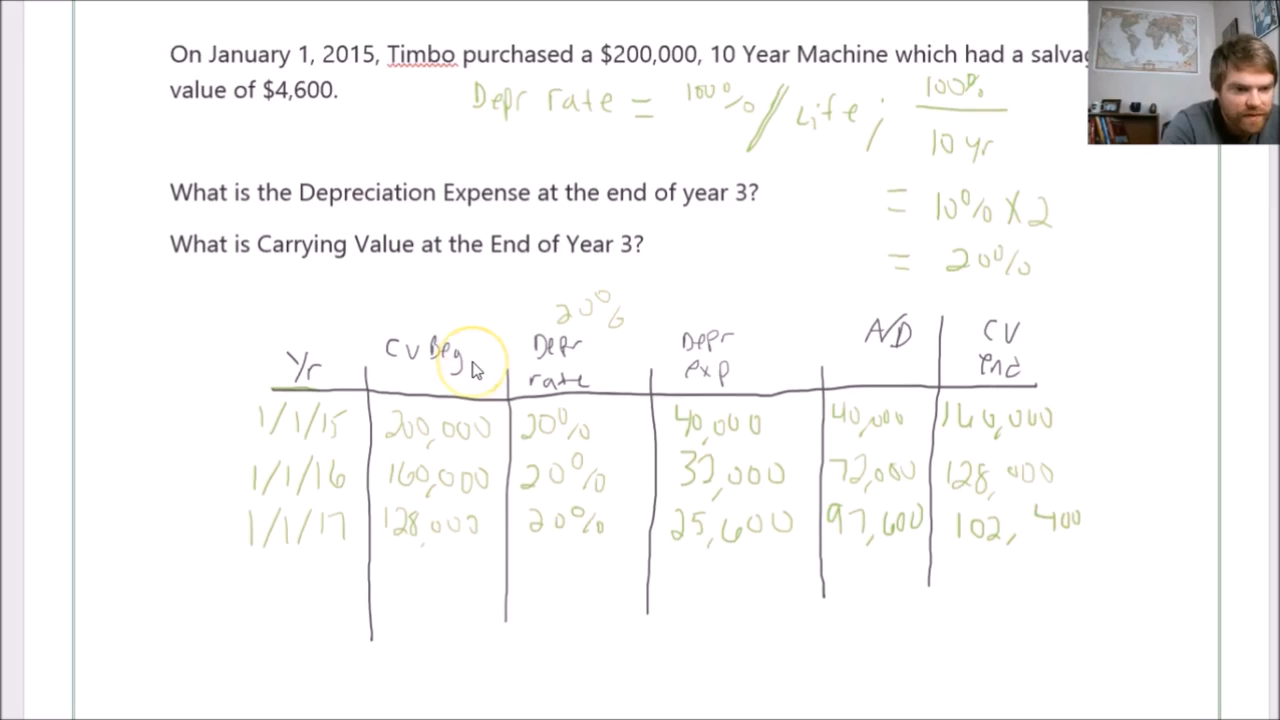 On January 1, 2015, Timbo purchased a $200,000, 10 Year Machine which had a
value of $4,600.
Depr rate = 100% / Life ; 100% / 10 yr
What is the Depreciation Expense at the end of year 3?
= 10% X 2
What is Carrying Value at the End of Year 3?
= 20%
20%
Yr CV Beg Depr rate Depr exp A/D CV end
1/1/15 200,000 20% 40,000 40,000 160,000
1/1/16 160,000 20% 32,000 72,000 128,000
1/1/17 128,000 20% 25,600 97,600 102,400